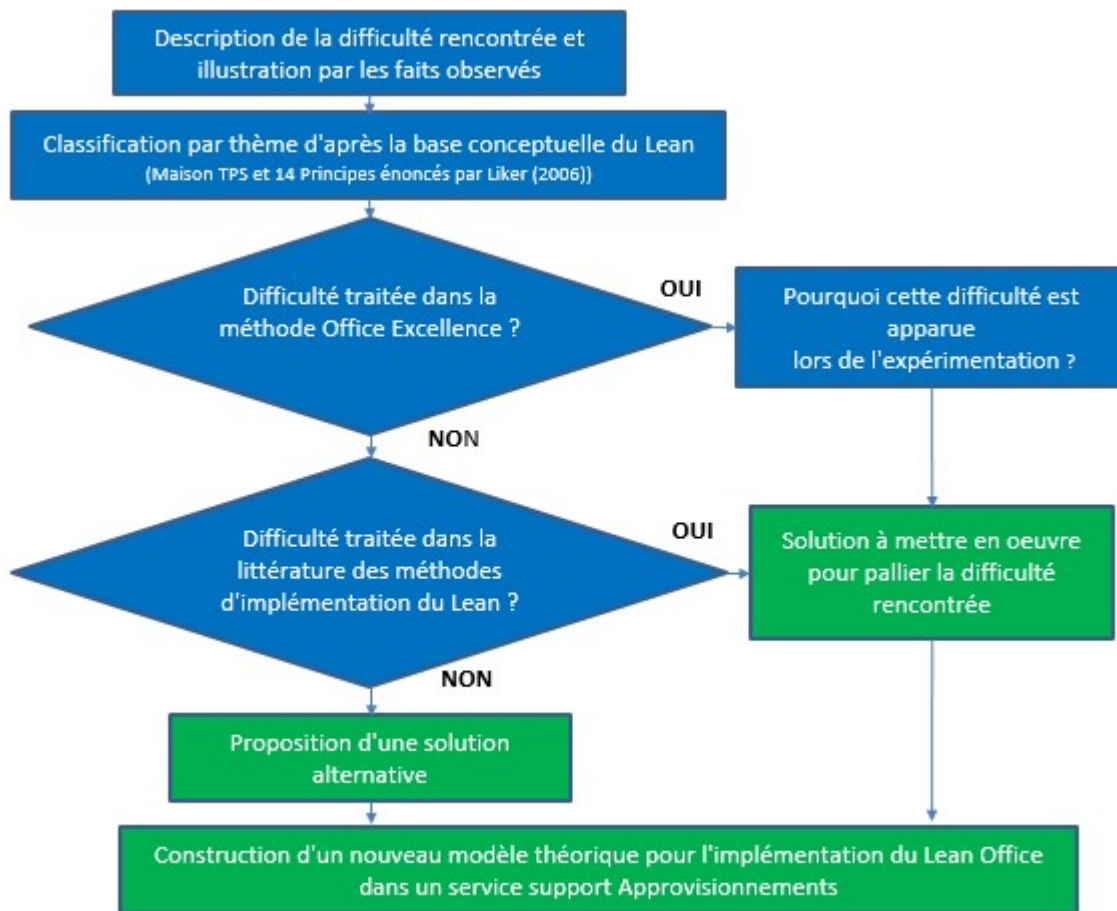 Description de la difficulté rencontrée et
illustration par les faits observés
Classification par thème d'après la base conceptuelle du Lean
(Maison TPS et 14 Principes énoncés par Liker (2006))
Difficulté traitée dans la
méthode Office Excellence ?
OUI
Pourquoi cette difficulté est
apparue
lors de l'expérimentation ?
NON
Difficulté traitée dans la
littérature des méthodes
d'implémentation du Lean ?
OUI
Solution à mettre en oeuvre
pour pallier la difficulté
rencontrée
NON
Proposition d'une solution
alternative
Construction d'un nouveau modèle théorique pour l'implémentation du Lean Office
dans un service support Approvisionnements